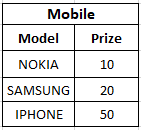 Mobile
Model Prize
NOKIA 10
SAMSUNG 20
IPHONE 50